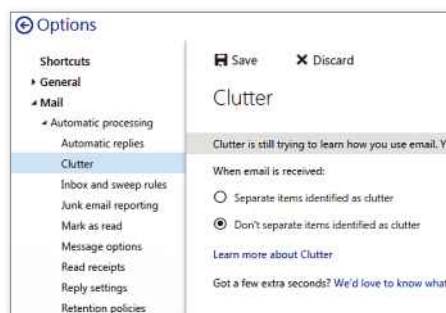 Options
Shortcuts
General
Mail
Automatic processing
Automatic replies
Clutter
Inbox and sweep rules
Junk email reporting
Mark as read
Message options
Read receipts
Reply settings
Retention policies
Save Discard
Clutter
Clutter is still trying to learn how you use email. Y
When email is received:
Separate items identified as clutter
Don't separate items identified as clutter
Learn more about Clutter
Got a few extra seconds? We'd love to know what